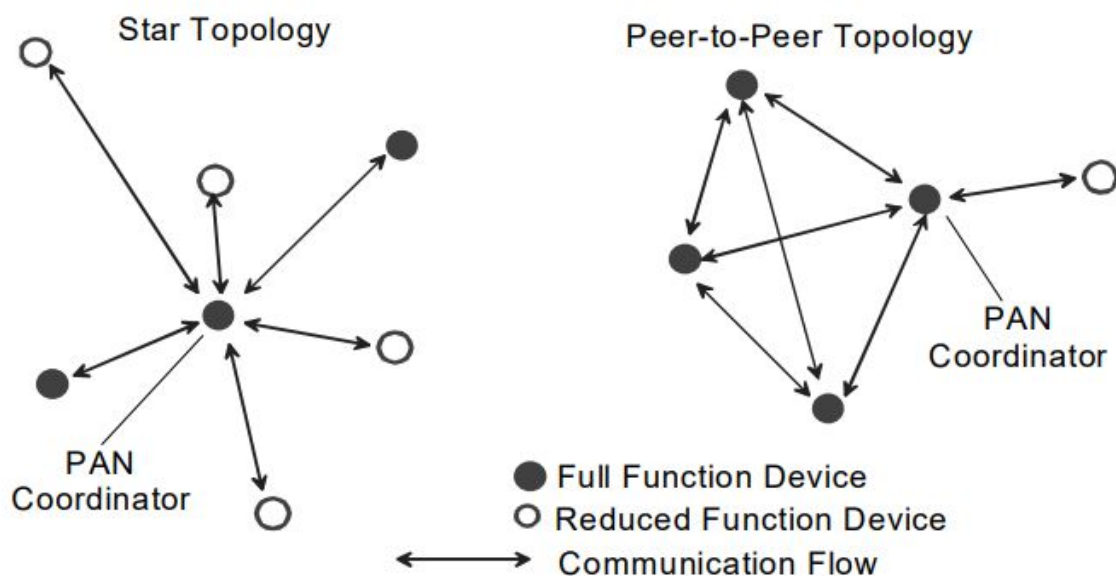 Star Topology
Peer-to-Peer Topology
PAN
Coordinator
PAN
Coordinator
Full Function Device
Reduced Function Device
Communication Flow